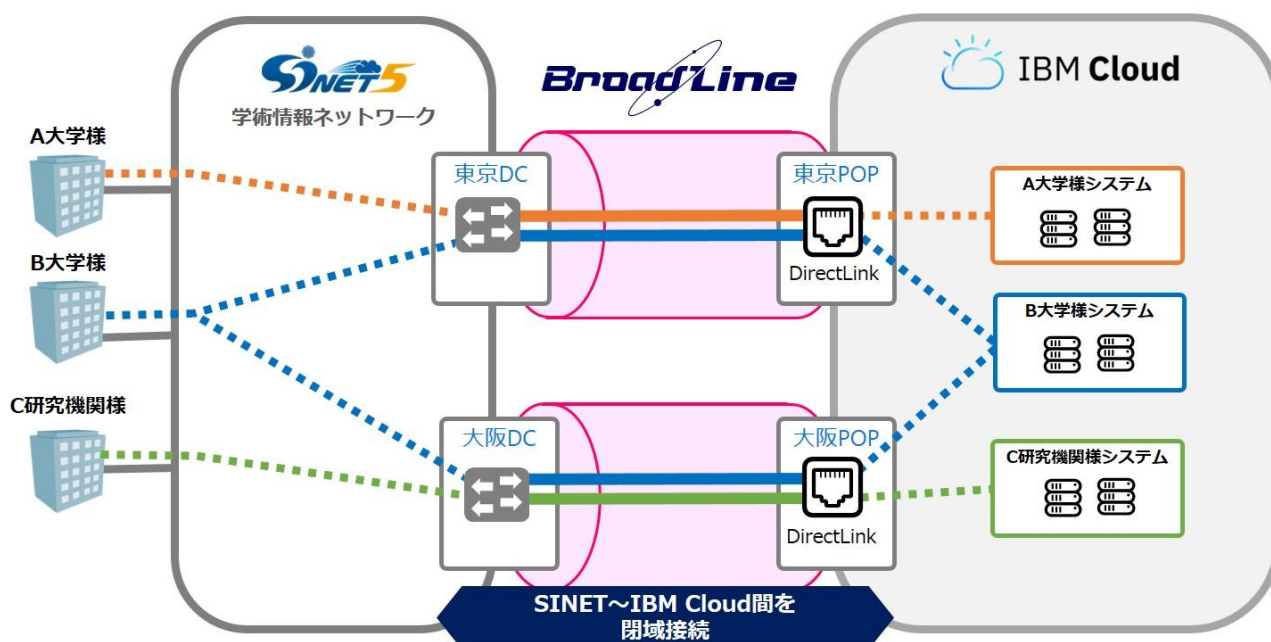 SINET5
学術情報ネットワーク
BroadLine
IBM Cloud
A大学様
B大学様
C研究機関様
東京DC
東京POP
DirectLink
大阪DC
大阪POP
DirectLink
A大学様システム
B大学様システム
C研究機関様システム
SINET～IBM Cloud間を
閉域接続